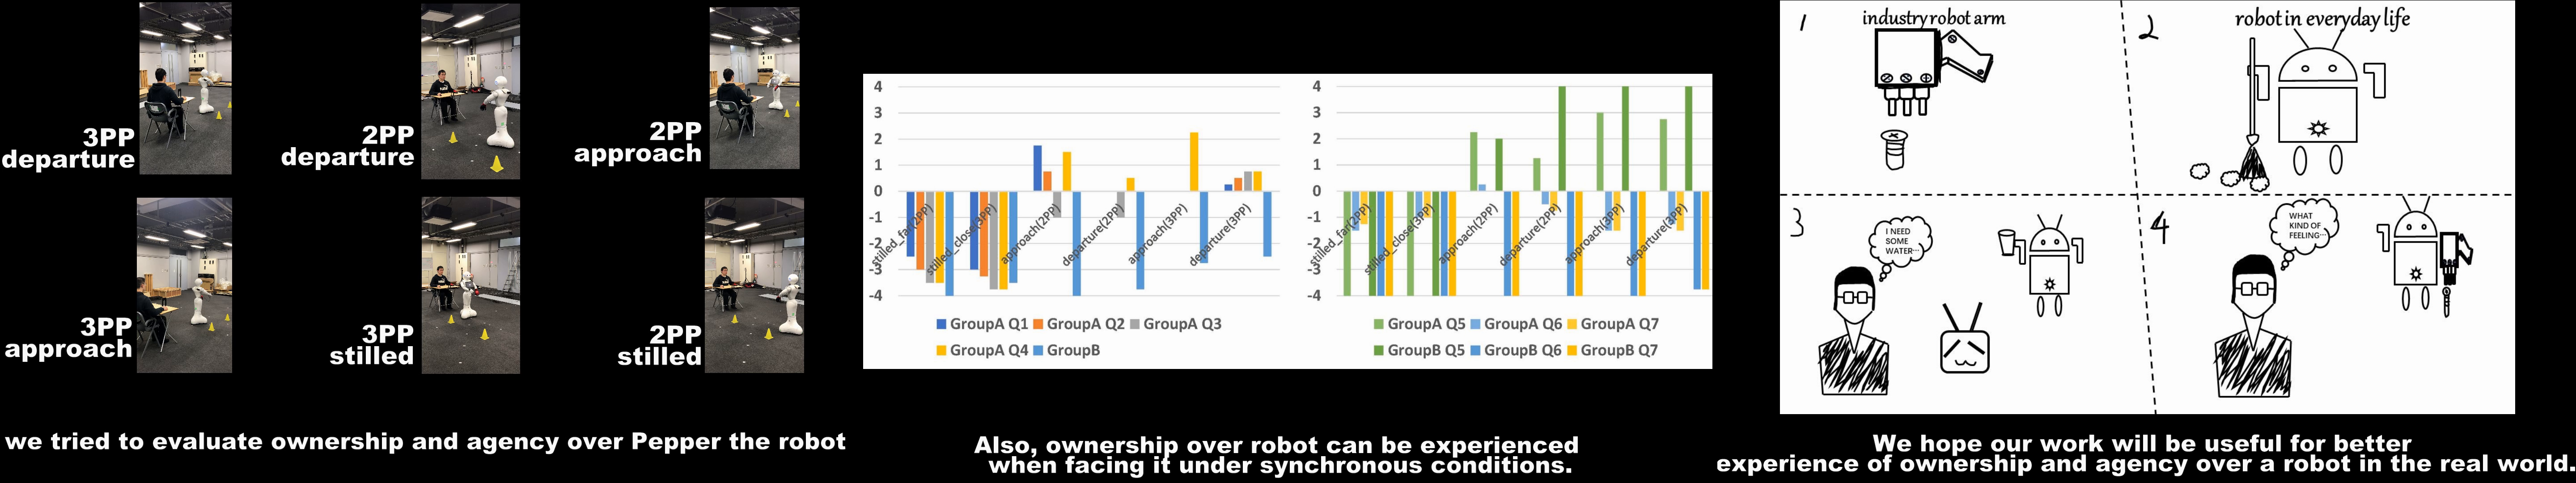 3PP
departure
2PP
departure
2PP
approach
3PP
approach
3PP
stilled
2PP
stilled
we tried to evaluate ownership and agency over Pepper the robot
4
3
2
1
0
-1
-2
-3
-4
stilled_far(2PP)
stilled_close(3PP)
approach(2PP)
departure(2PP)
approach(3PP)
departure(3PP)
GroupA Q1 GroupA Q2 GroupA Q3
GroupA Q4 GroupB
4
3
2
1
0
-1
-2
-3
-4
stilled_far(2PP)
stilled_close(3PP)
approach(2PP)
departure(2PP)
approach(3PP)
departure(3PP)
GroupA Q5 GroupA Q6 GroupA Q7
GroupB Q5 GroupB Q6 GroupB Q7
Also, ownership over robot can be experienced
when facing it under synchronous conditions.
1
industry robot arm
2
robot in everyday life
3
I NEED
SOME
WATER...
4
WHAT
KIND OF
FEELING...
We hope our work will be useful for better
experience of ownership and agency over a robot in the real world.